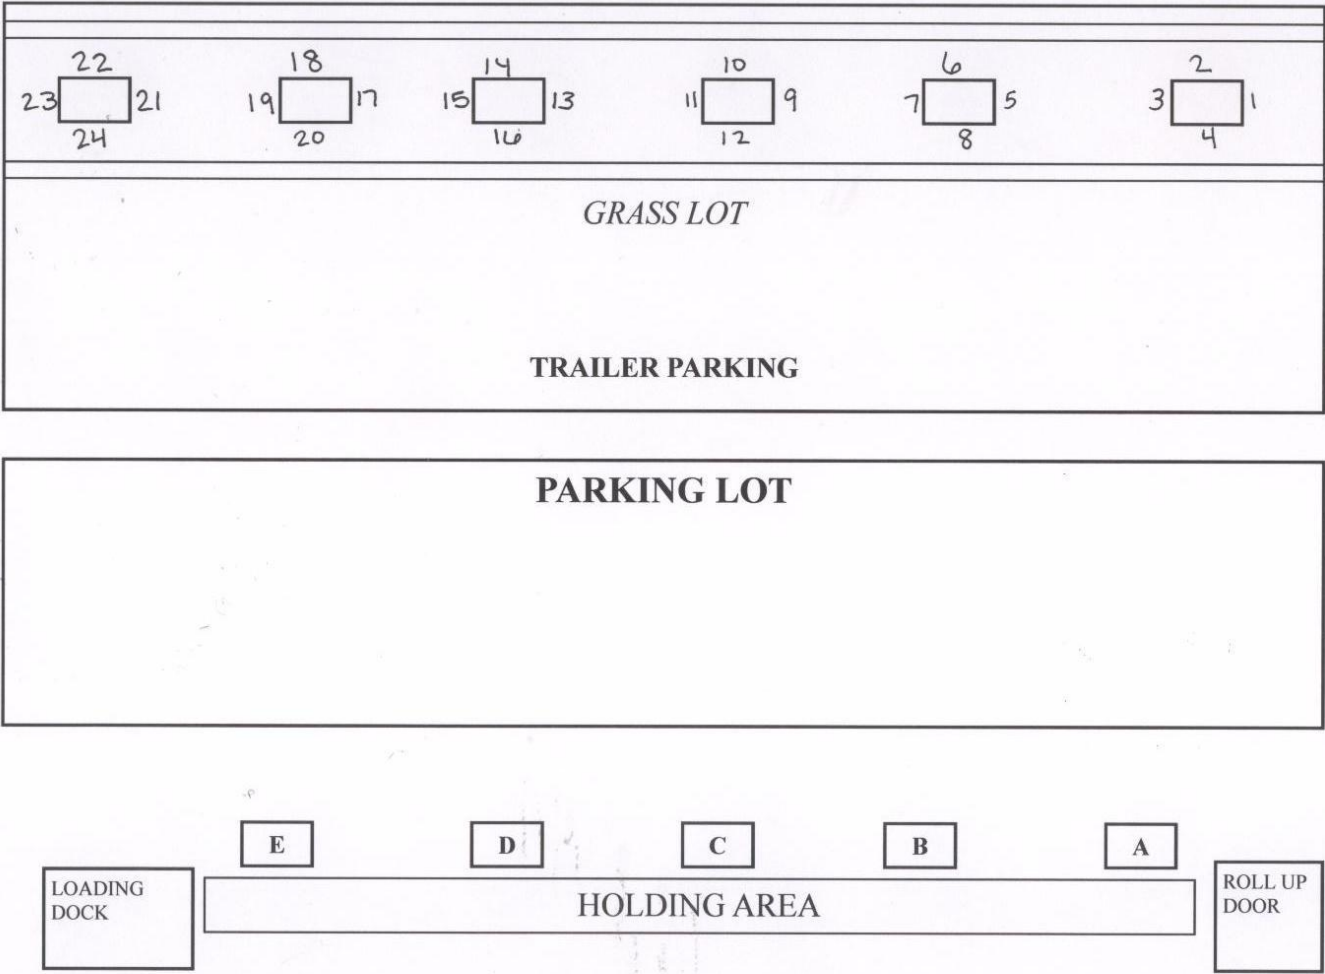 22 18 14 10 6 2
23 21 19 17 15 13 11 9 7 5 3 1
24 20 16 12 8 4
GRASS LOT
TRAILER PARKING
PARKING LOT
E D C B A
LOADING
DOCK
HOLDING AREA
ROLL UP
DOOR